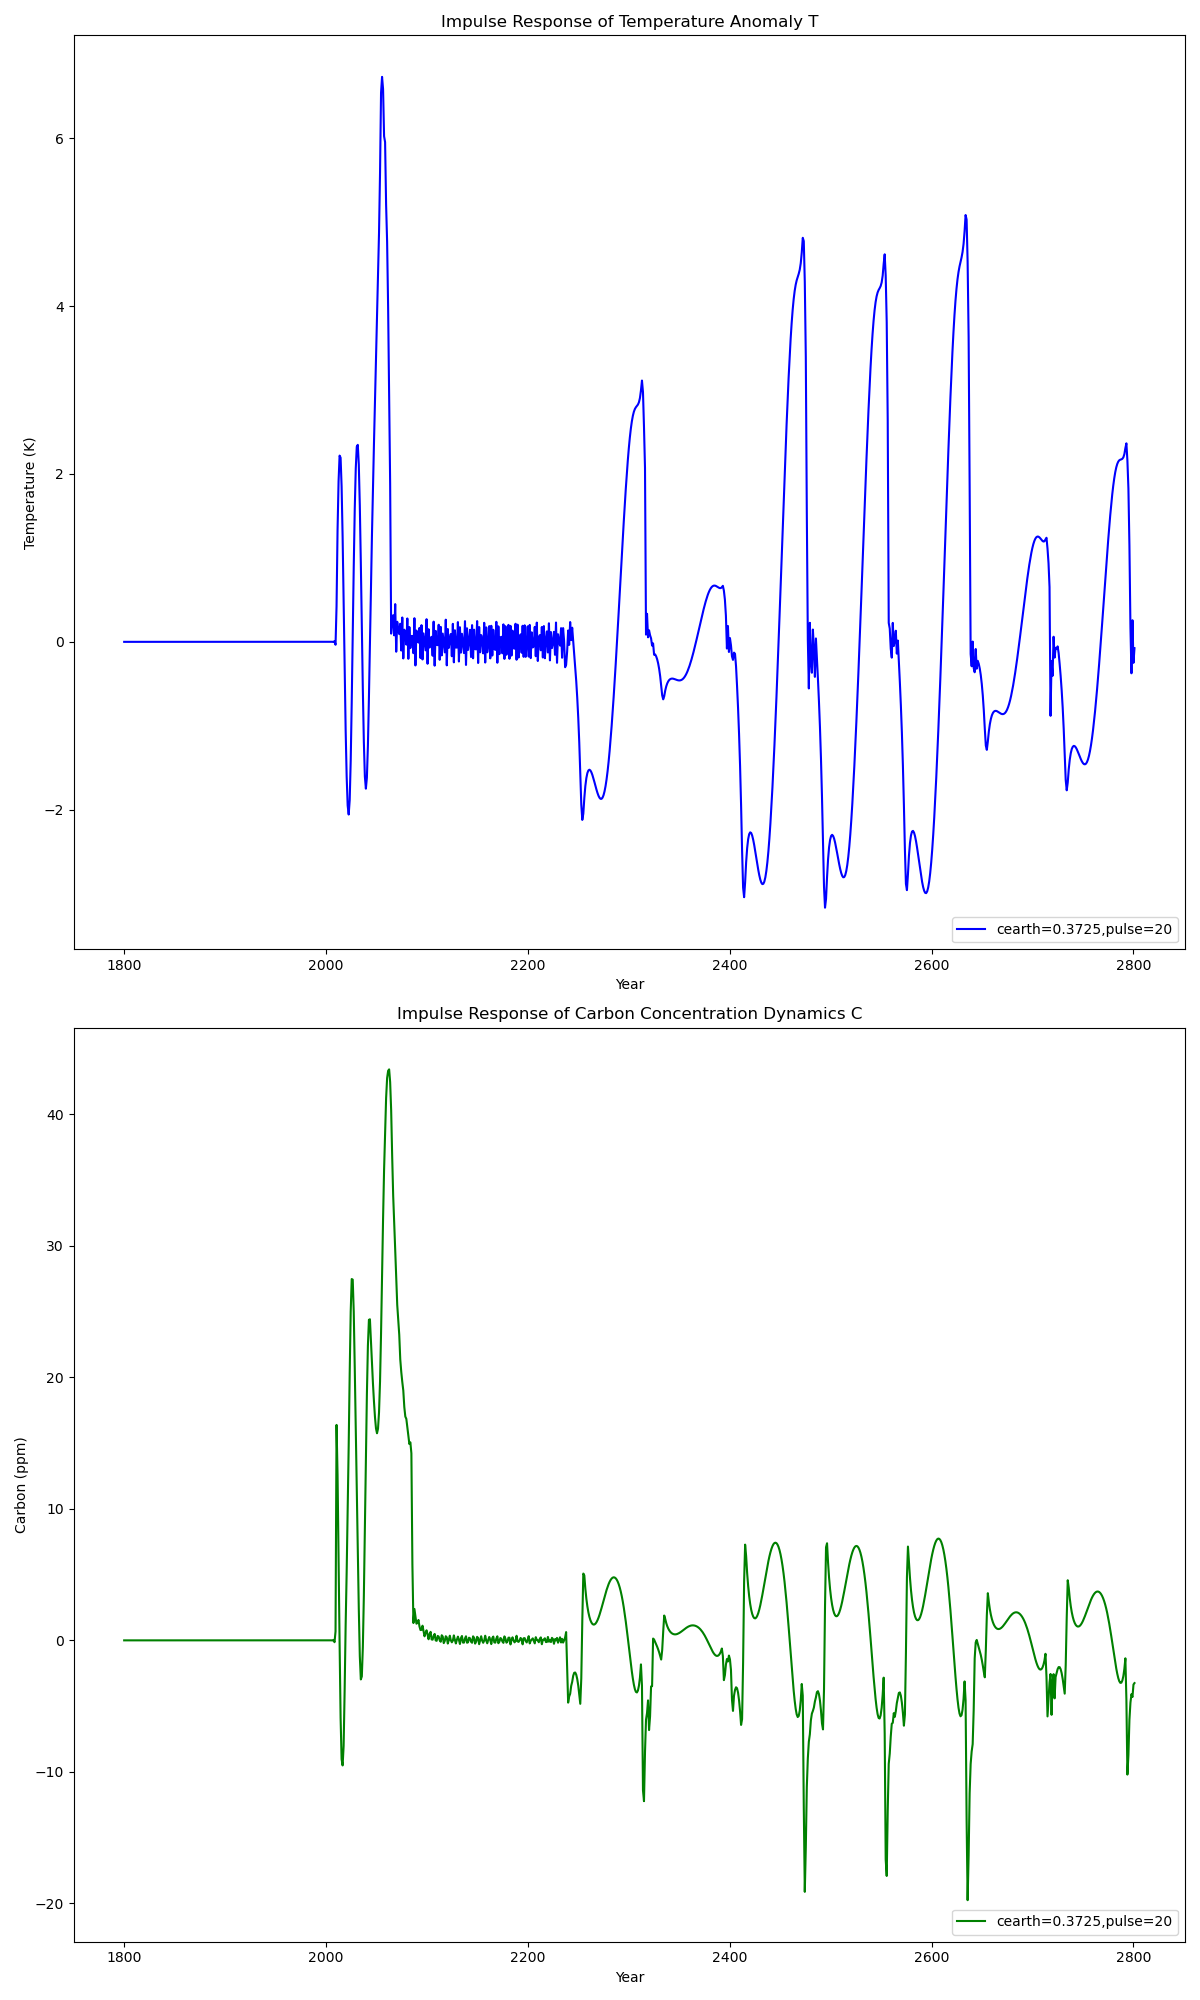 Impulse Response of Temperature Anomaly T
Temperature (K)
6
4
2
0
−2
1800 2000 2200 2400 2600 2800
Year
cearth=0.3725,pulse=20
Impulse Response of Carbon Concentration Dynamics C
Carbon (ppm)
40
30
20
10
0
−10
−20
1800 2000 2200 2400 2600 2800
Year
cearth=0.3725,pulse=20